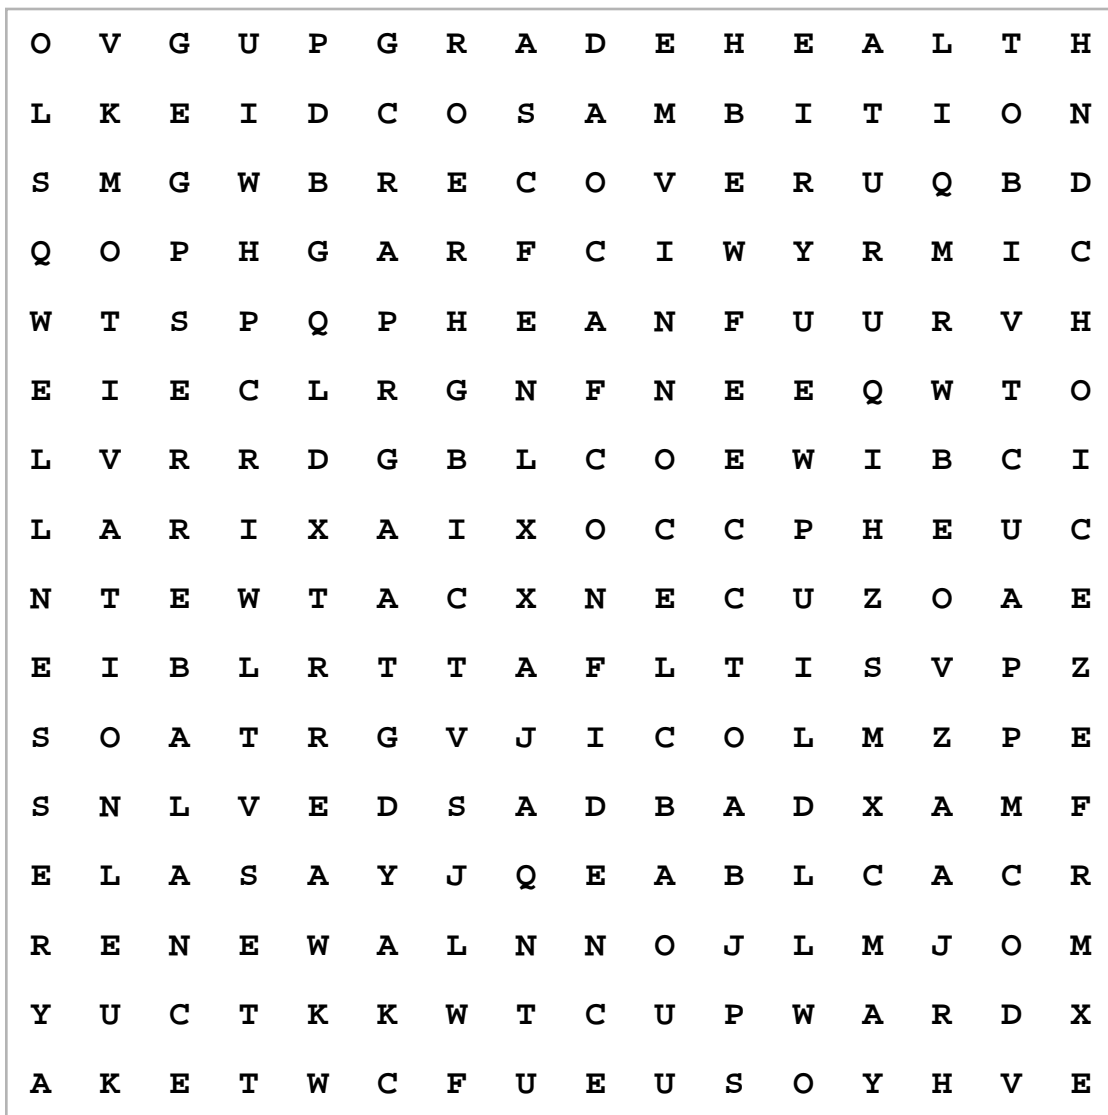 O V G U P G R A D E H E A L T H
L K E I D C O S A M B I T I O N
S M G W B R E C O V E R U Q B D
Q O P H G A R F C I W Y R M I C
W T S P Q P H E A N F U U R V H
E I E C L R G N F N E E Q W T O
L V R R D G B L C O E W I B C I
L A R I X A I X O C C P H E U C
N T E W T A C X N E C U Z O A E
E I B L R T T A F L T I S V P Z
S O A T R G V J I C O L M Z P E
S N L V E D S A D B A D X A M F
E L A S A Y J Q E A B L C A C R
R E N E W A L N N O J L M J O M
Y U C T K K W T C U P W A R D X
A K E T W C F U E U S O Y H V E